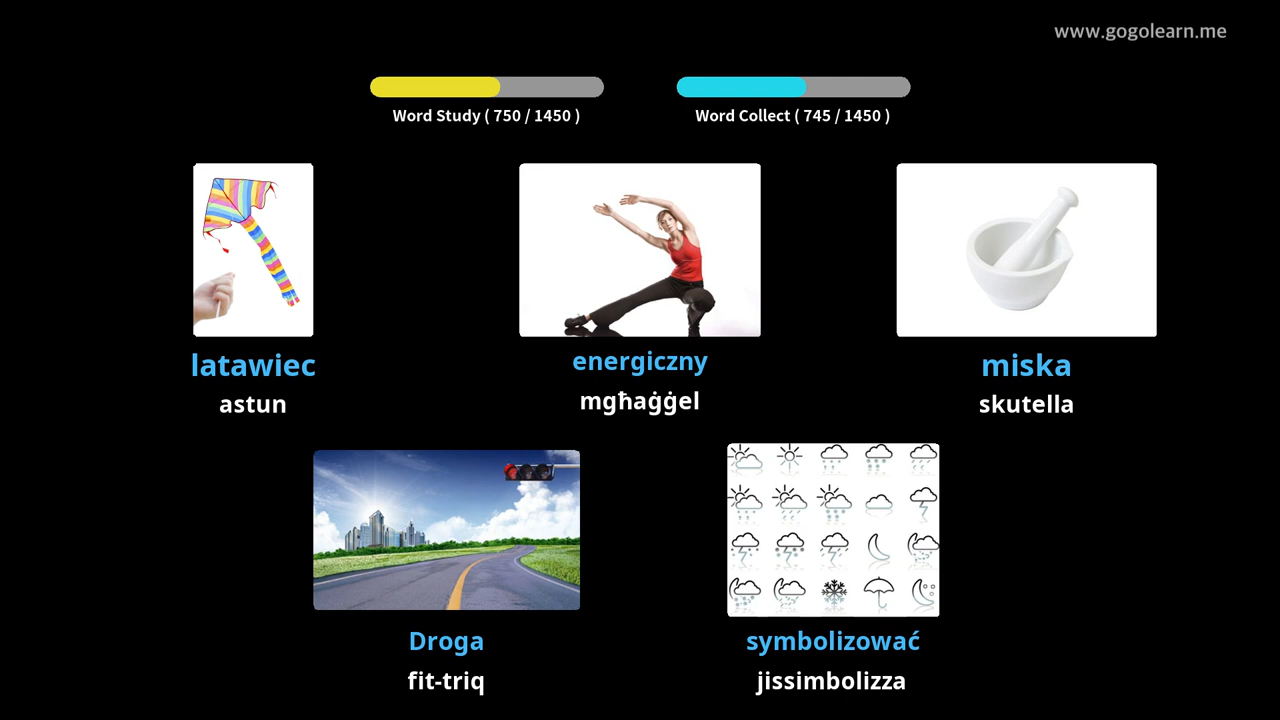 www.gogolearn.me
Word Study ( 750 / 1450 )
Word Collect ( 745 / 1450 )
latawiec
astun
energiczny
mgħaġġel
miska
skutella
Droga
fit-triq
symbolizować
jissimbolizza